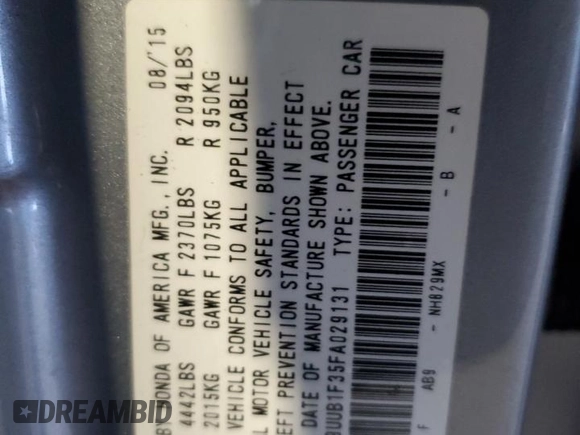 BY HONDA OF AMERICA MFG., INC. 08/'15
4442LBS GAWR F 2370LBS R 2094LBS
2015KG GAWR F 1075KG R 950KG
VEHICLE CONFORMS TO ALL APPLICABLE
L MOTOR VEHICLE SAFETY, BUMPER,
EFT PREVENTION STANDARDS IN EFFECT
DATE OF MANUFACTURE SHOWN ABOVE.
9UUB1F35FA029131 TYPE: PASSENGER CAR
F AB9 - NH829MX - B - A
DREAMBID